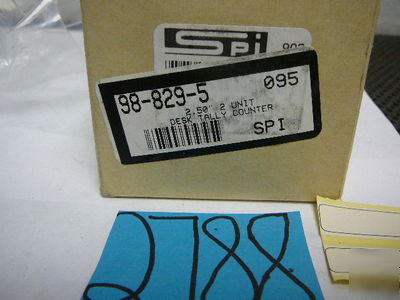 Spi
98-829-5 095
2.50" 2 UNIT
DESK TALLY COUNTER
SPI
2788